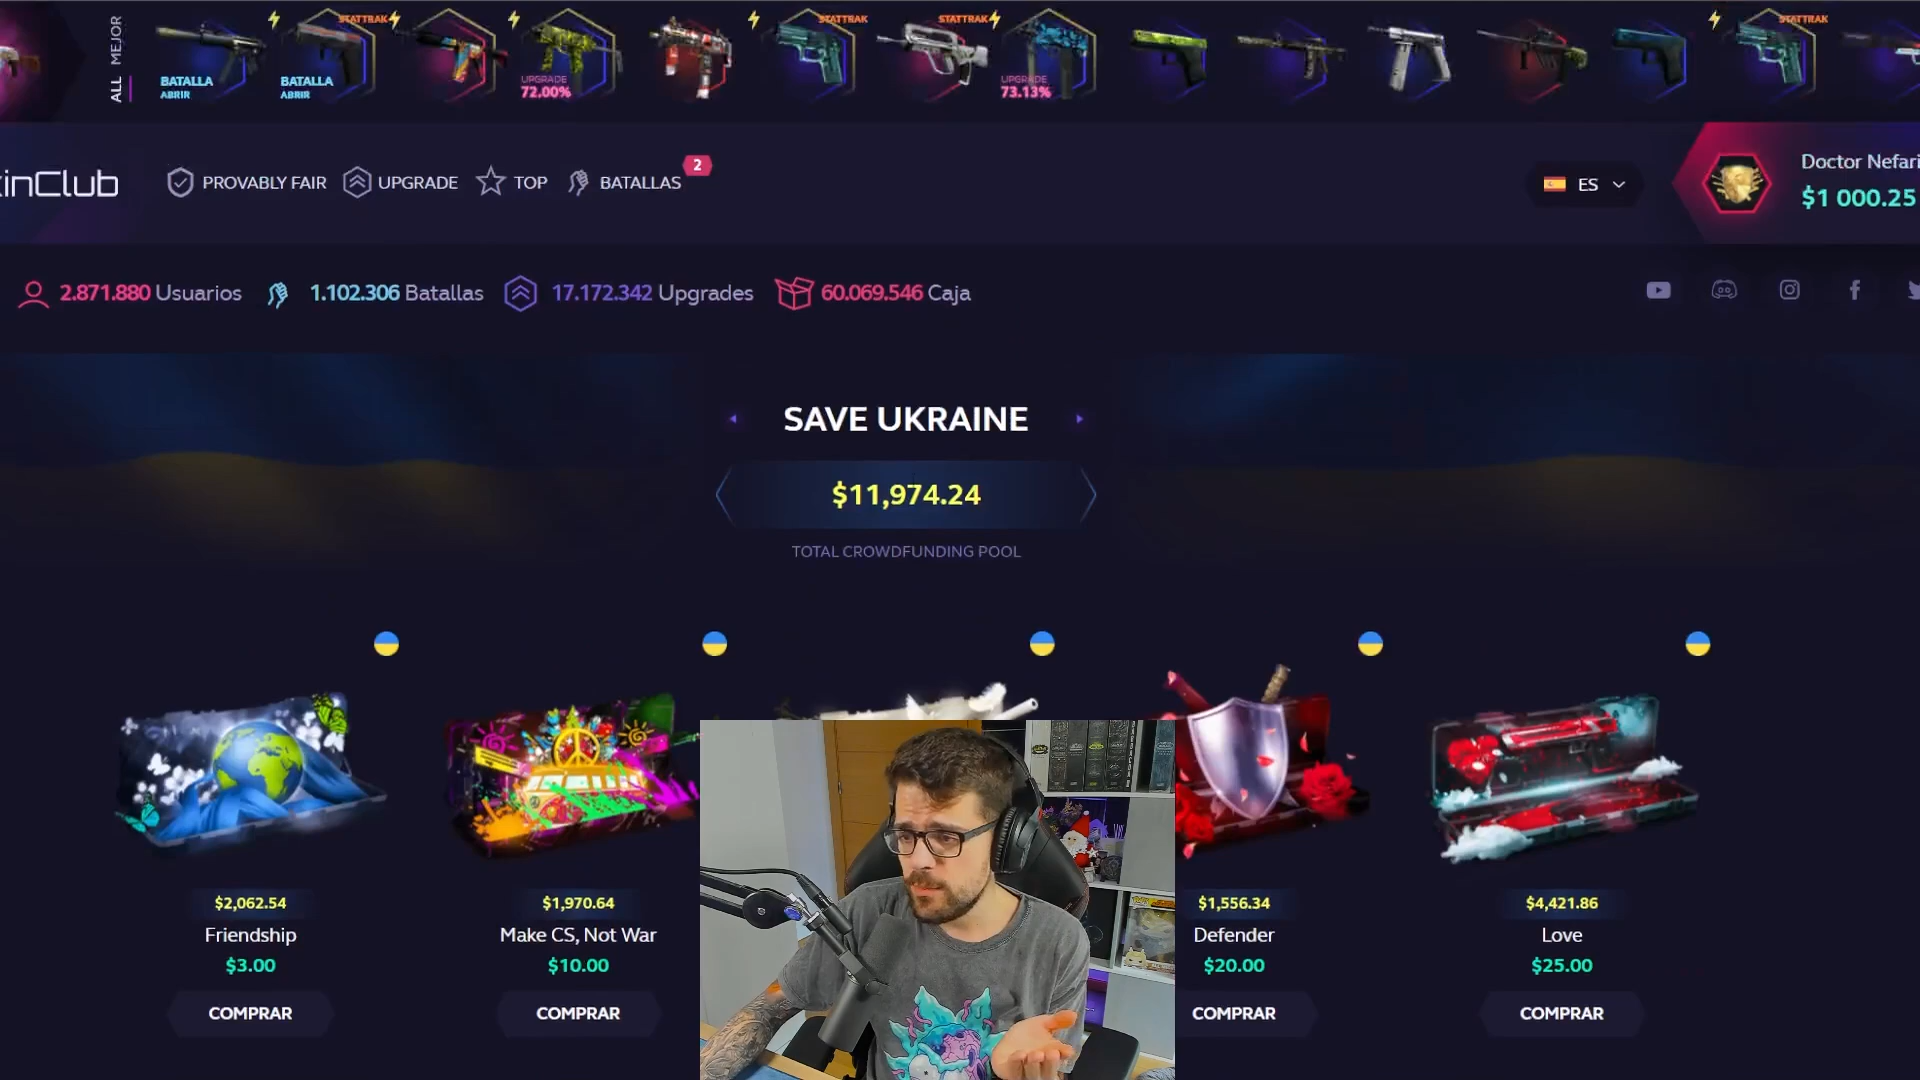 STATTRAK
STATTRAK
STATTRAK
STATTRAK
ALL MEJOR
BATALLA
ABRIR
BATALLA
ABRIR
UPGRADE
72.00%
UPGRADE
73.13%
inClub
PROVABLY FAIR
UPGRADE
TOP
BATALLAS
2
ES
Doctor Nefari
$1 000.25
2.871.880 Usuarios
1.102.306 Batallas
17.172.342 Upgrades
60.069.546 Caja
SAVE UKRAINE
$11,974.24
TOTAL CROWDFUNDING POOL
$2,062.54
Friendship
$3.00
COMPRAR
$1,970.64
Make CS, Not War
$10.00
COMPRAR
$1,556.34
Defender
$20.00
COMPRAR
$4,421.86
Love
$25.00
COMPRAR